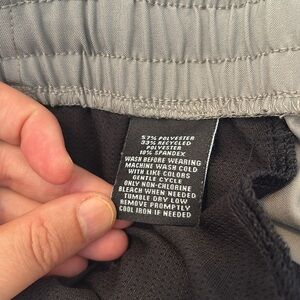 57% POLYESTER
33% RECYCLED
POLYESTER
10% SPANDEX
WASH BEFORE WEARING
MACHINE WASH COLD
WITH LIKE COLORS
GENTLE CYCLE
ONLY NON-CHLORINE
BLEACH WHEN NEEDED
TUMBLE DRY LOW
REMOVE PROMPTLY
COOL IRON IF NEEDED